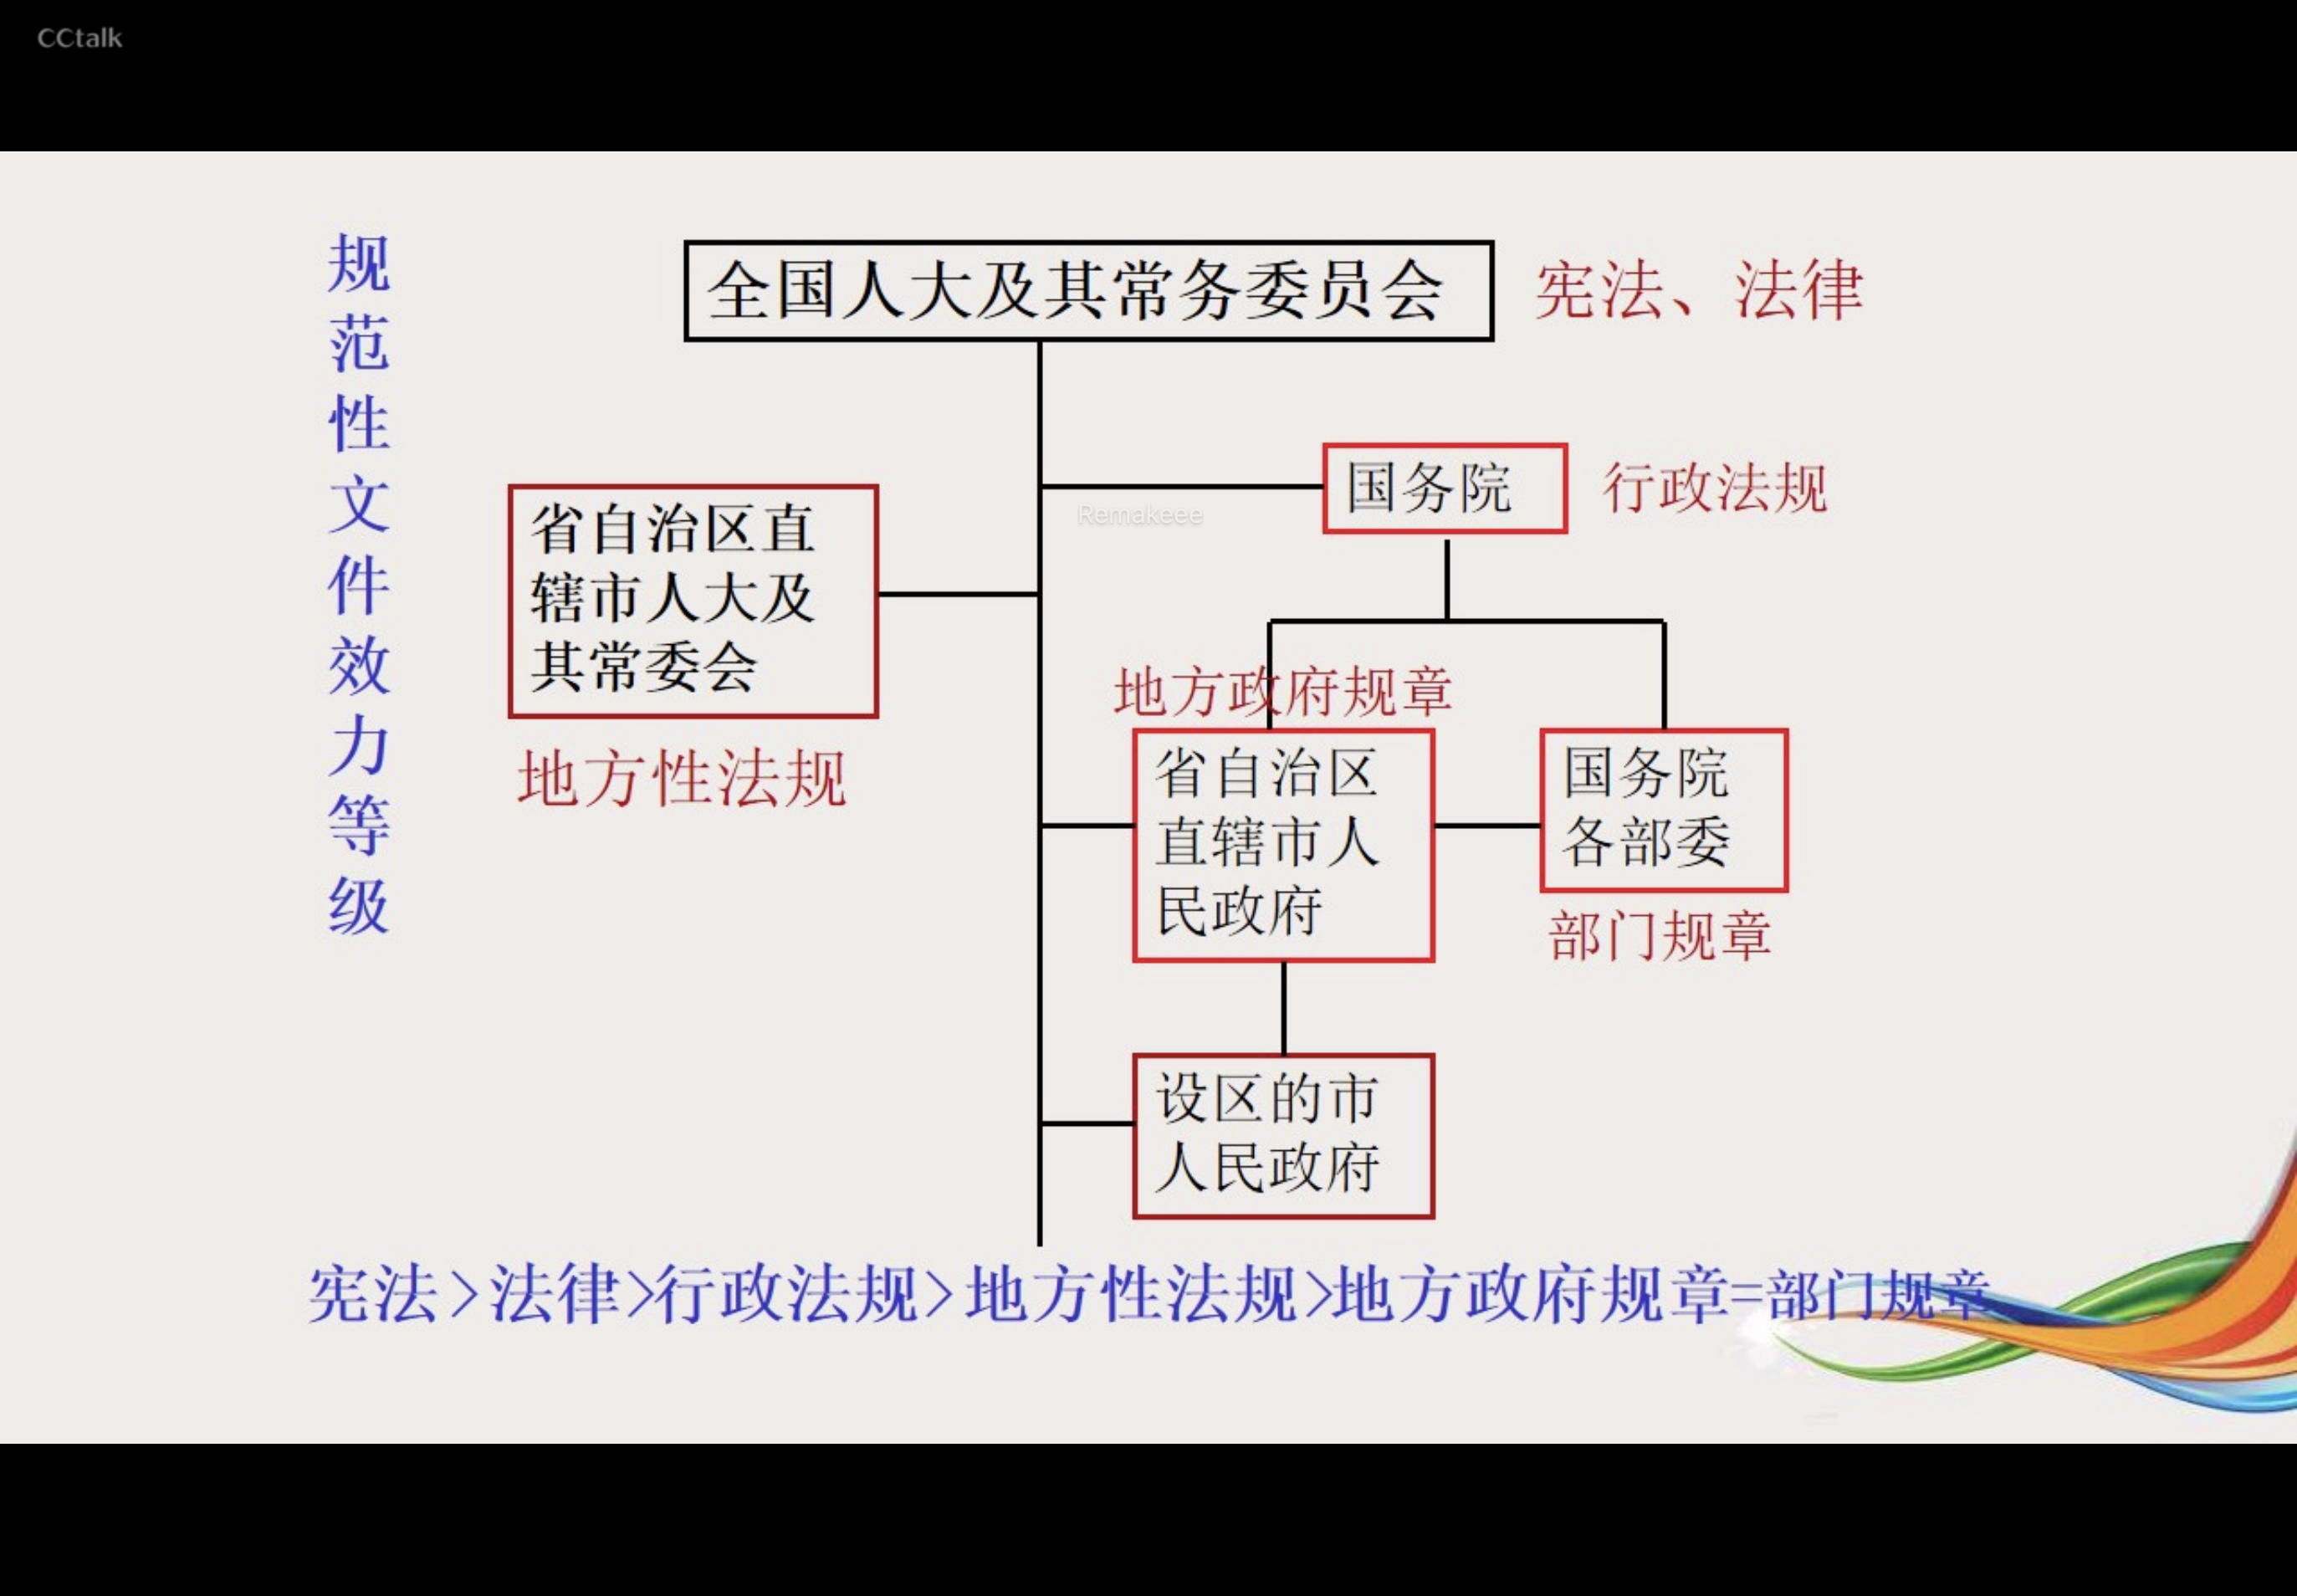 CCtalk
规范性文件效力等级
全国人大及其常务委员会
宪法、法律
国务院
行政法规
Remakeee
省自治区直
辖市人大及
其常委会
地方性法规
地方政府规章
省自治区
直辖市人
民政府
国务院
各部委
部门规章
设区的市
人民政府
宪法>法律>行政法规>地方性法规>地方政府规章=部门规章